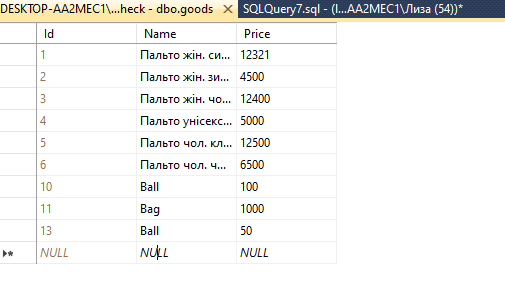 DESKTOP-AA2MEC1\...heck - dbo.goods SQLQuery7.sql - (l...AA2MEC1\Лиза (54))*
Id Name Price
1 Пальто жін. си... 12321
2 Пальто жін. зи... 4500
3 Пальто жін. чо... 12400
4 Пальто унісекс... 5000
5 Пальто чол. кл... 12500
6 Пальто чол. ч... 6500
10 Ball 100
11 Bag 1000
13 Ball 50
NULL NULL NULL